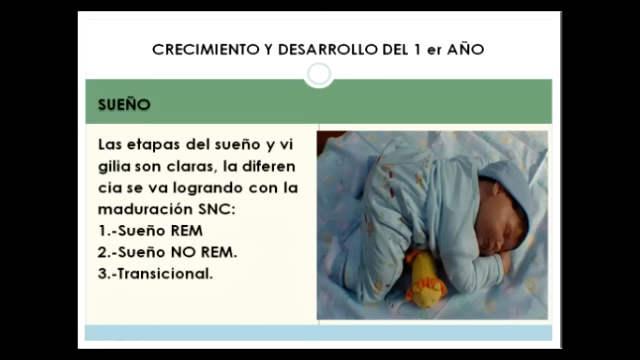 CRECIMIENTO Y DESARROLLO DEL 1 er AÑO
SUEÑO
Las etapas del sueño y vi
gilia son claras, la diferen
cia se va logrando con la
maduración SNC:
1.-Sueño REM
2.-Sueño NO REM.
3.-Transicional.